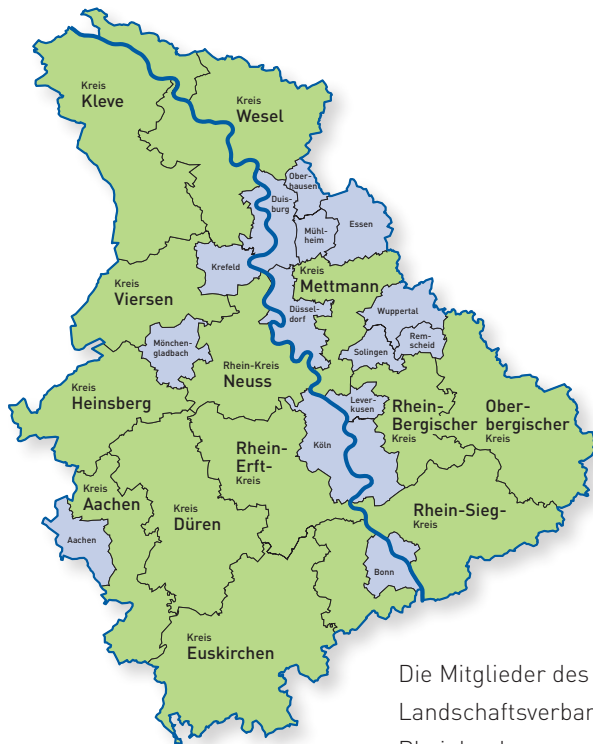 Kreis
Kleve
Kreis
Wesel
Ober-
hausen
Duis-
burg
Mühl-
heim
Essen
Krefeld
Kreis
Mettmann
Kreis
Viersen
Düssel-
dorf
Wuppertal
Rem-
scheid
Solingen
Mönchen-
gladbach
Rhein-Kreis
Neuss
Kreis
Heinsberg
Lever-
kusen
Rhein-
Bergischer
Kreis
Ober-
bergischer
Kreis
Köln
Rhein-
Erft-
Kreis
Kreis
Aachen
Kreis
Düren
Rhein-Sieg-
Kreis
Aachen
Bonn
Kreis
Euskirchen
Die Mitglieder des
Landschaftsverban